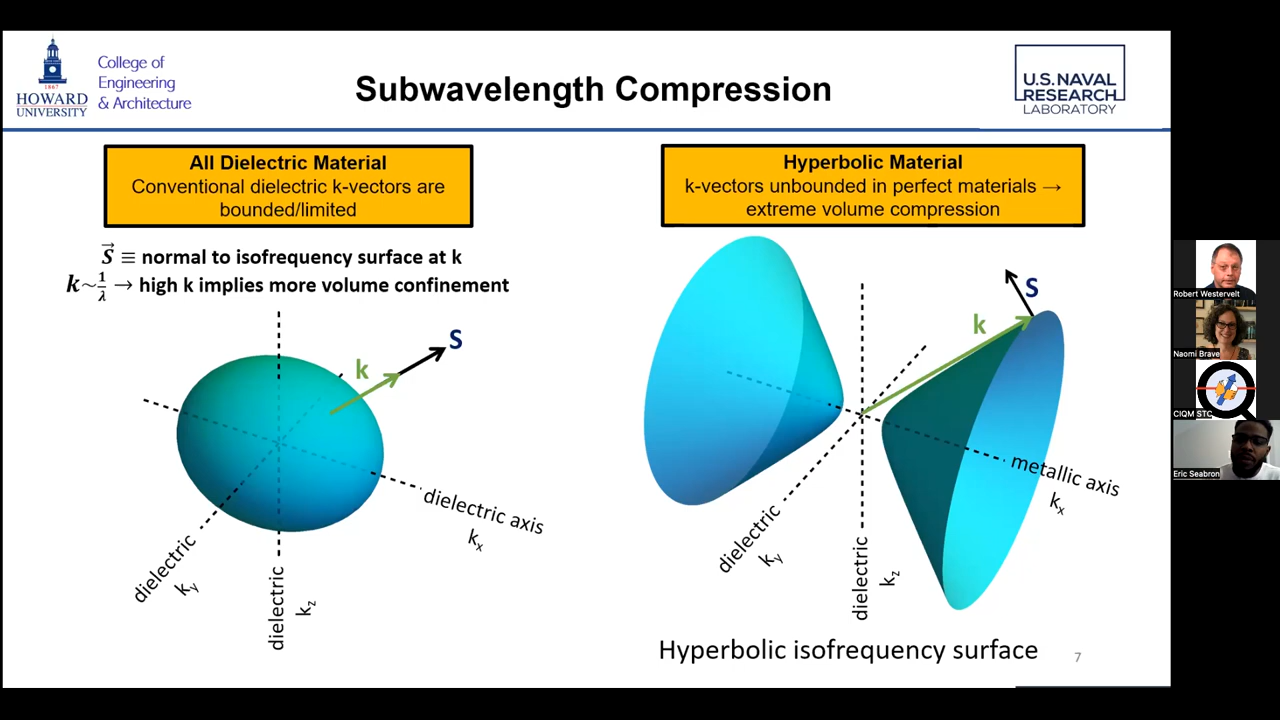 1867
HOWARD
UNIVERSITY
College of
Engineering
& Architecture
Subwavelength Compression
U.S. NAVAL
RESEARCH
LABORATORY
All Dielectric Material
Conventional dielectric k-vectors are
bounded/limited
S⃗ ≡ normal to isofrequency surface at k
k~1/λ → high k implies more volume confinement
k
S
dielectric axis
kx
dielectric
ky
dielectric
kz
Hyperbolic Material
k-vectors unbounded in perfect materials →
extreme volume compression
S
k
metallic axis
kx
dielectric
ky
dielectric
kz
Hyperbolic isofrequency surface
7
Robert Westervelt
Naomi Brave
CIQM STC
Eric Seabron